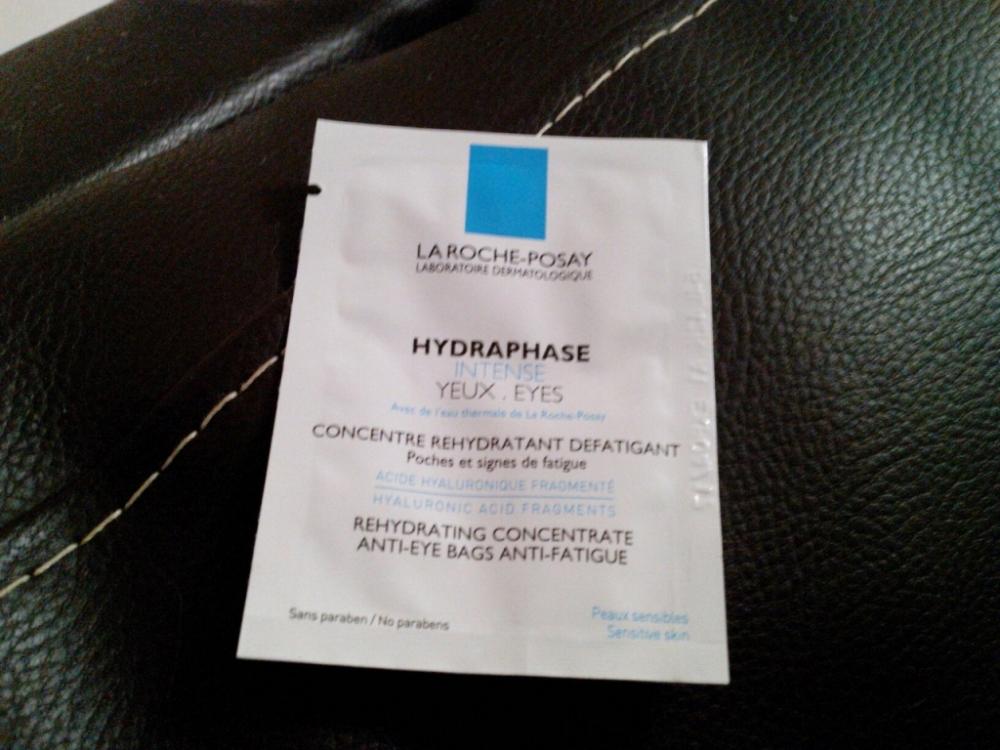 LA ROCHE-POSAY
LABORATOIRE DERMATOLOGIQUE
HYDRAPHASE
INTENSE
YEUX . EYES
Avec de l'eau thermale de La Roche-Posay
CONCENTRE REHYDRATANT DEFATIGANT
Poches et signes de fatigue
ACIDE HYALURONIQUE FRAGMENTÉ
HYALURONIC ACID FRAGMENTS
REHYDRATING CONCENTRATE
ANTI-EYE BAGS ANTI-FATIGUE
Sans paraben / No parabens
Peaux sensibles
Sensitive skin